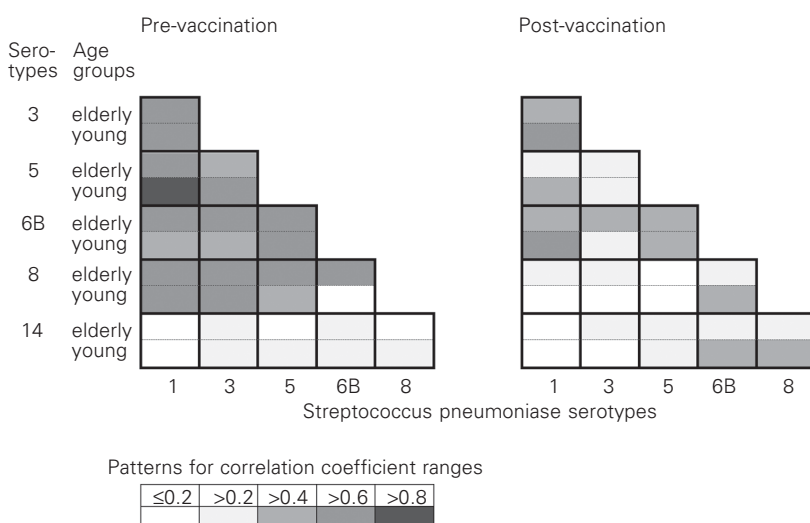 Pre-vaccination Post-vaccination
Sero- Age
types groups
3 elderly
young
5 elderly
young
6B elderly
young
8 elderly
young
14 elderly
young
1 3 5 6B 8 1 3 5 6B 8
Streptococcus pneumoniase serotypes
Patterns for correlation coefficient ranges
≤0.2 >0.2 >0.4 >0.6 >0.8